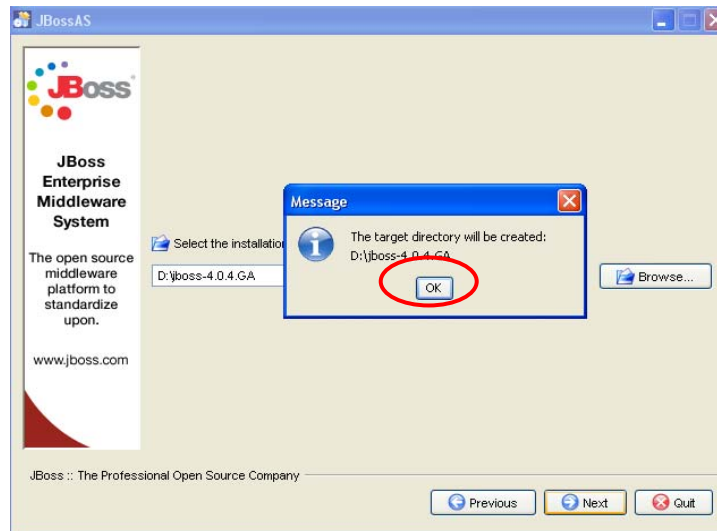 JBossAS
JBoss
JBoss
Enterprise
Middleware
System
The open source
middleware
platform to
standardize
upon.
www.jboss.com
Select the installation
D:\jboss-4.0.4.GA
Browse...
Message
The target directory will be created:
D:\jboss-4.0.4.GA
OK
JBoss :: The Professional Open Source Company
Previous
Next
Quit